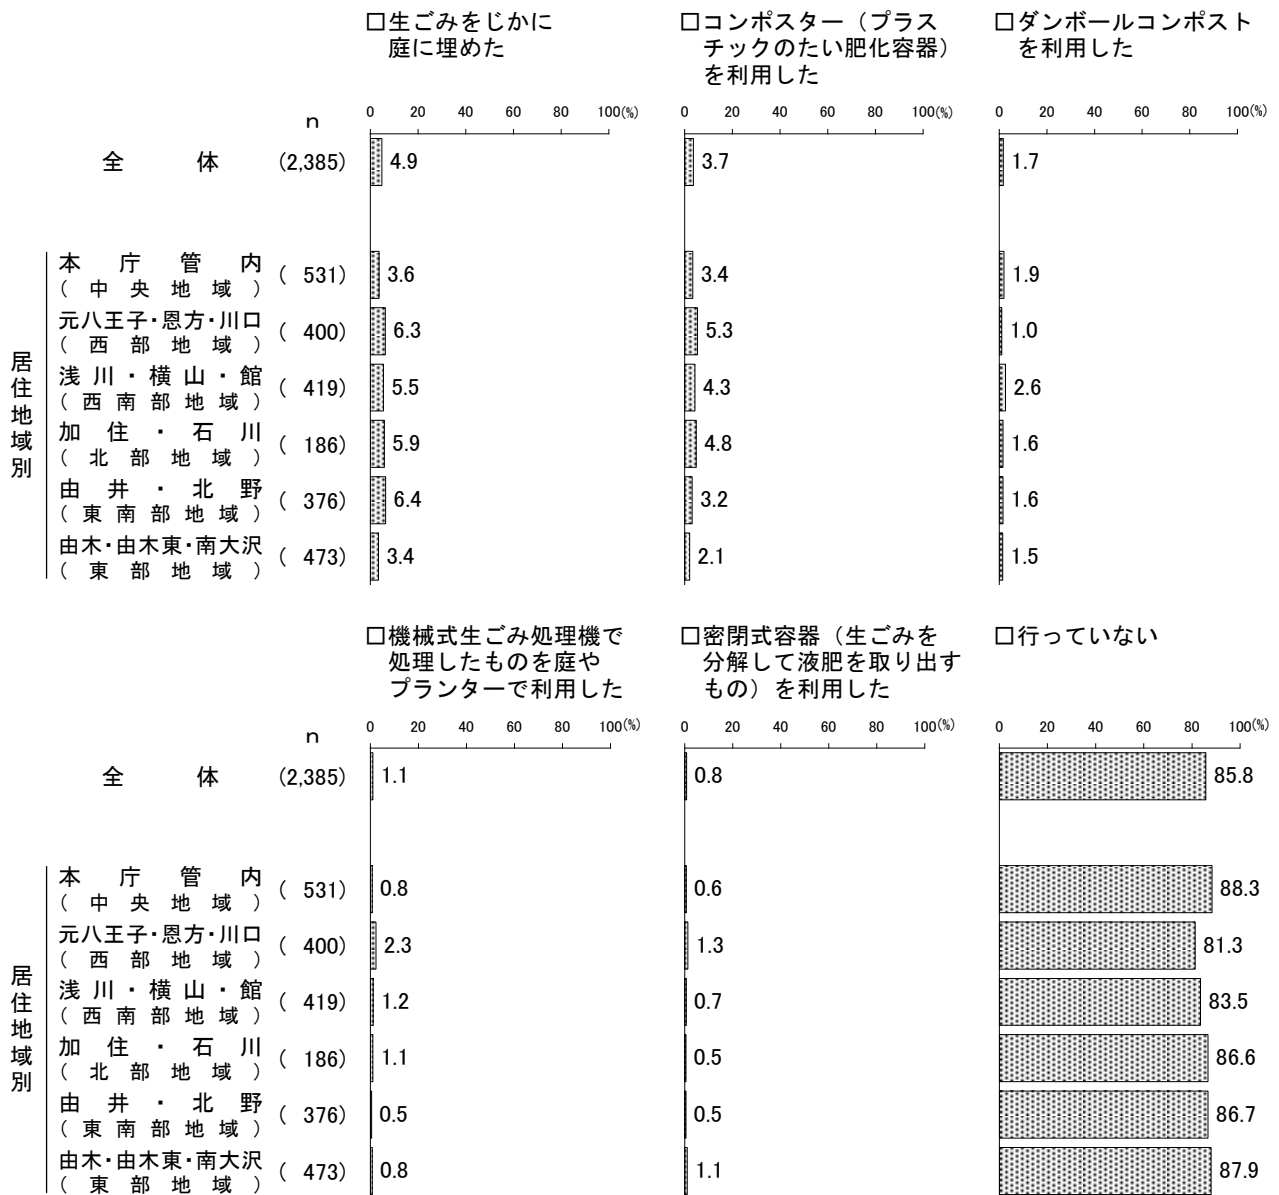 □生ごみをじかに
庭に埋めた
□コンポスター（プラス
チックのたい肥化容器）
を利用した
□ダンボールコンポスト
を利用した
n
0 20 40 60 80 100(%)
0 20 40 60 80 100(%)
0 20 40 60 80 100(%)
全体 (2,385) 4.9 3.7 1.7
居住地域別
本庁管内
（中央地域） ( 531) 3.6 3.4 1.9
元八王子・恩方・川口
（西部地域） ( 400) 6.3 5.3 1.0
浅川・横山・館
（西南部地域） ( 419) 5.5 4.3 2.6
加住・石川
（北部地域） ( 186) 5.9 4.8 1.6
由井・北野
（東南部地域） ( 376) 6.4 3.2 1.6
由木・由木東・南大沢
（東部地域） ( 473) 3.4 2.1 1.5
□機械式生ごみ処理機で
処理したものを庭や
プランターで利用した
□密閉式容器（生ごみを
分解して液肥を取り出す
もの）を利用した
□行っていない
n
0 20 40 60 80 100(%)
0 20 40 60 80 100(%)
0 20 40 60 80 100(%)
全体 (2,385) 1.1 0.8 85.8
居住地域別
本庁管内
（中央地域） ( 531) 0.8 0.6 88.3
元八王子・恩方・川口
（西部地域） ( 400) 2.3 1.3 81.3
浅川・横山・館
（西南部地域） ( 419) 1.2 0.7 83.5
加住・石川
（北部地域） ( 186) 1.1 0.5 86.6
由井・北野
（東南部地域） ( 376) 0.5 0.5 86.7
由木・由木東・南大沢
（東部地域） ( 473) 0.8 1.1 87.9